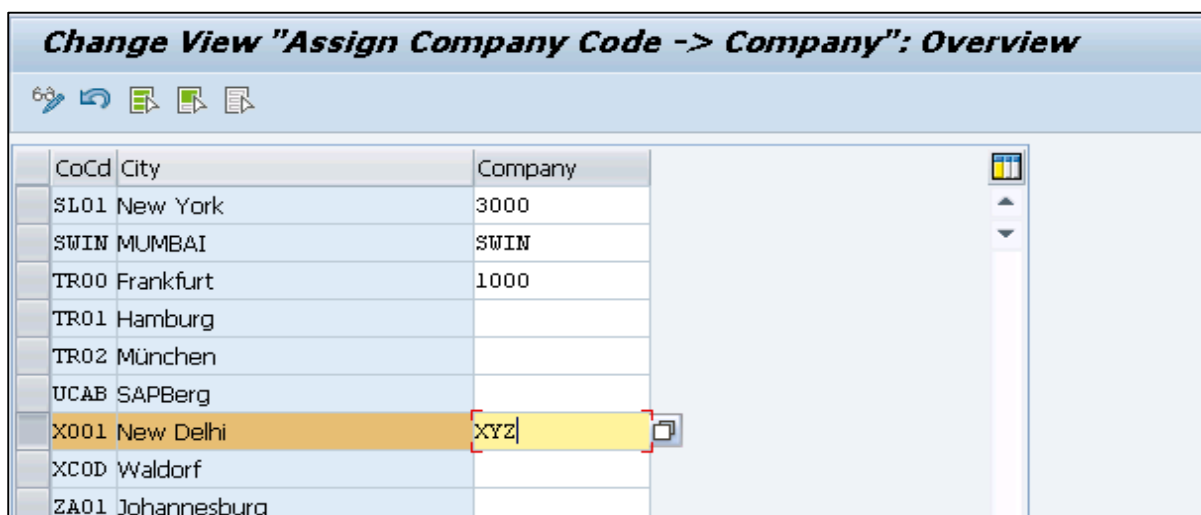 Change View "Assign Company Code -> Company": Overview
CoCd City Company
SL01 New York 3000
SWIN MUMBAI SWIN
TR00 Frankfurt 1000
TR01 Hamburg
TR02 München
UCAB SAPBerg
X001 New Delhi XYZ
XCOD Waldorf
ZA01 Johannesburg